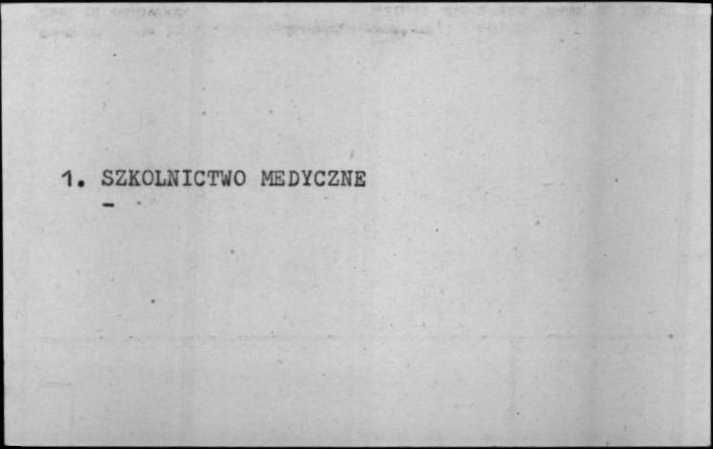 1. SZKOLNICTWO MEDYCZNE
-